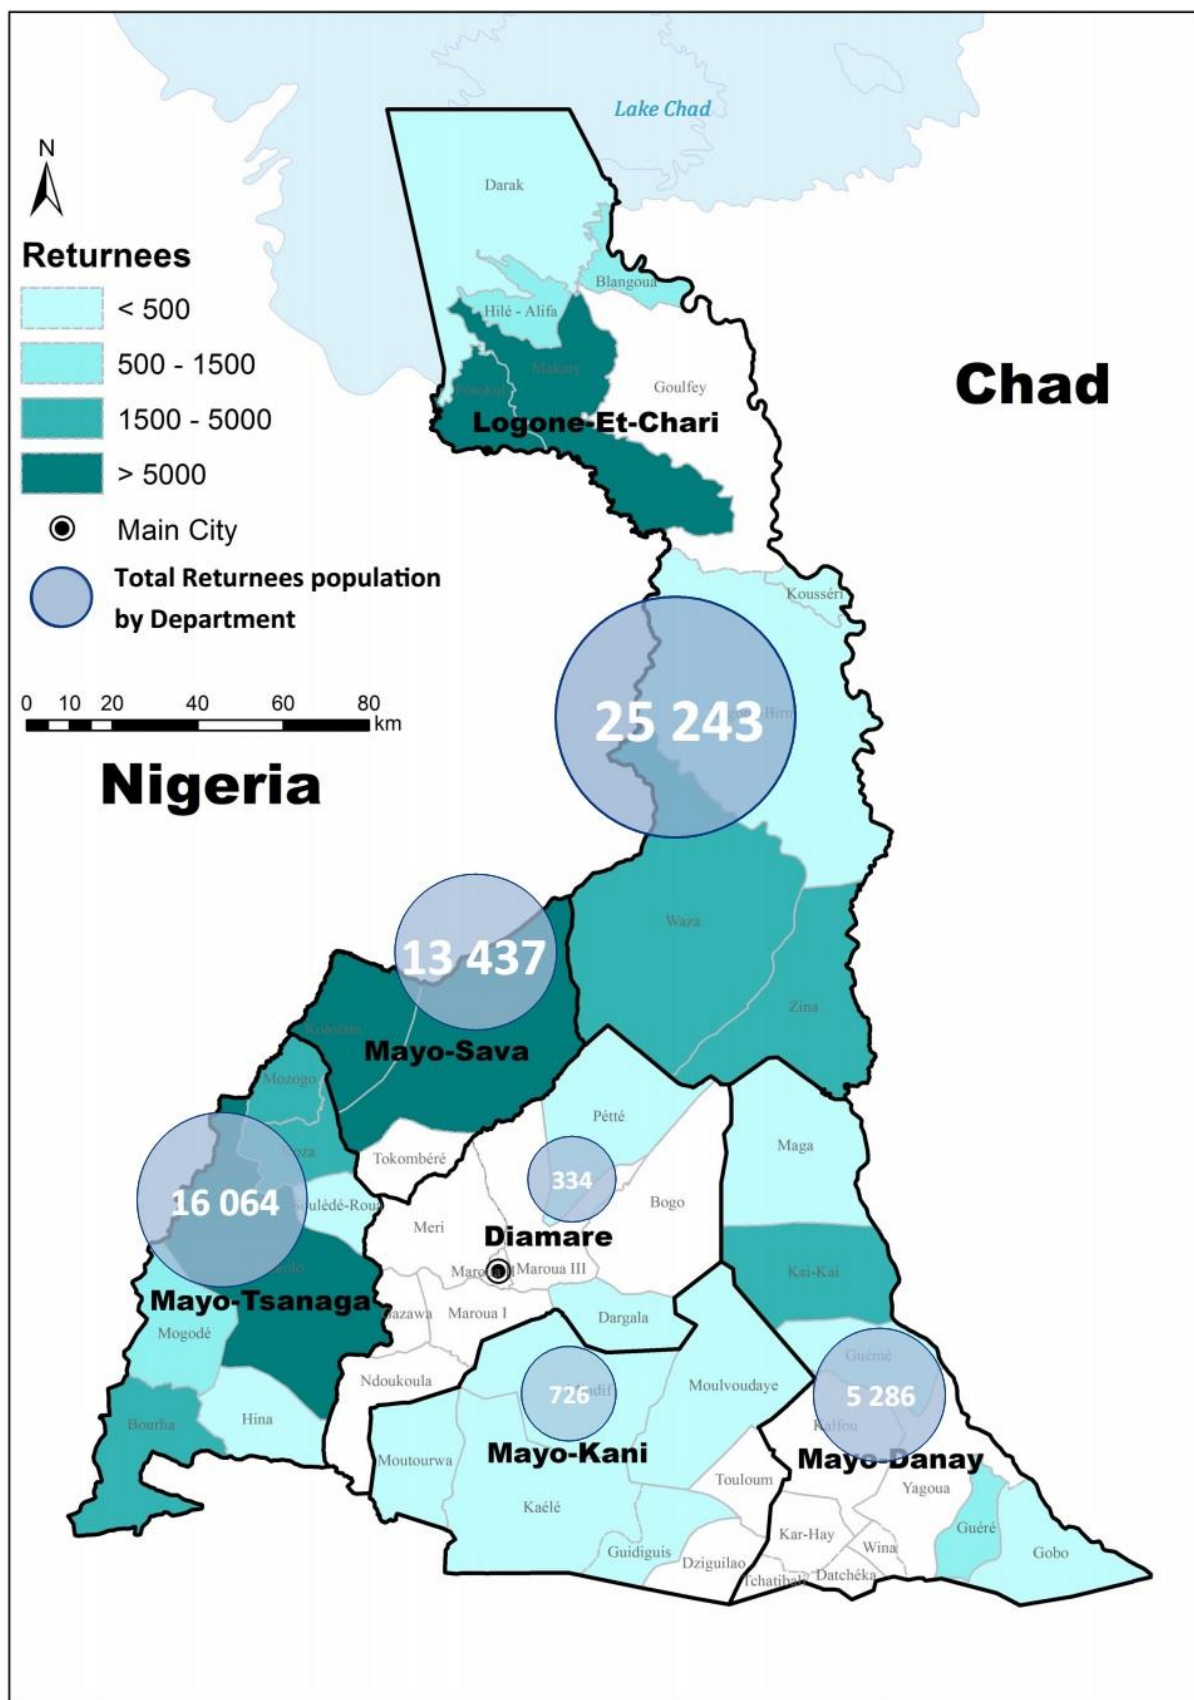 Lake Chad
N
Darak
Returnees
< 500
500 - 1500
1500 - 5000
> 5000
Main City
Total Returnees population
by Department
Blangoua
Hilé - Alifa
Makary
Fotokol
Goulfey
Logone-Et-Chari
Chad
Kousséri
0 10 20 40 60 80
km
25 243
Nigeria
Waza
13 437
Zina
Kolofata
Mayo-Sava
Mozogo
Pétté
Maga
Tokombéré
334
16 064
Bogo
Meri
Diamare
Maroua III
Kai-Kai
Mayo-Tsanaga
Maroua I
Dargala
Mogodé
Guémé
Ndoukoula
Moulvoudaye
726
5 286
Bourha
Hina
Kalfou
Moutourwa
Mayo-Kani
Mayo-Danay
Touloum
Yagoua
Kaélé
Guéré
Kar-Hay
Wina
Gobo
Guidiguis
Dziguilao
Datchéka
Tchatibali